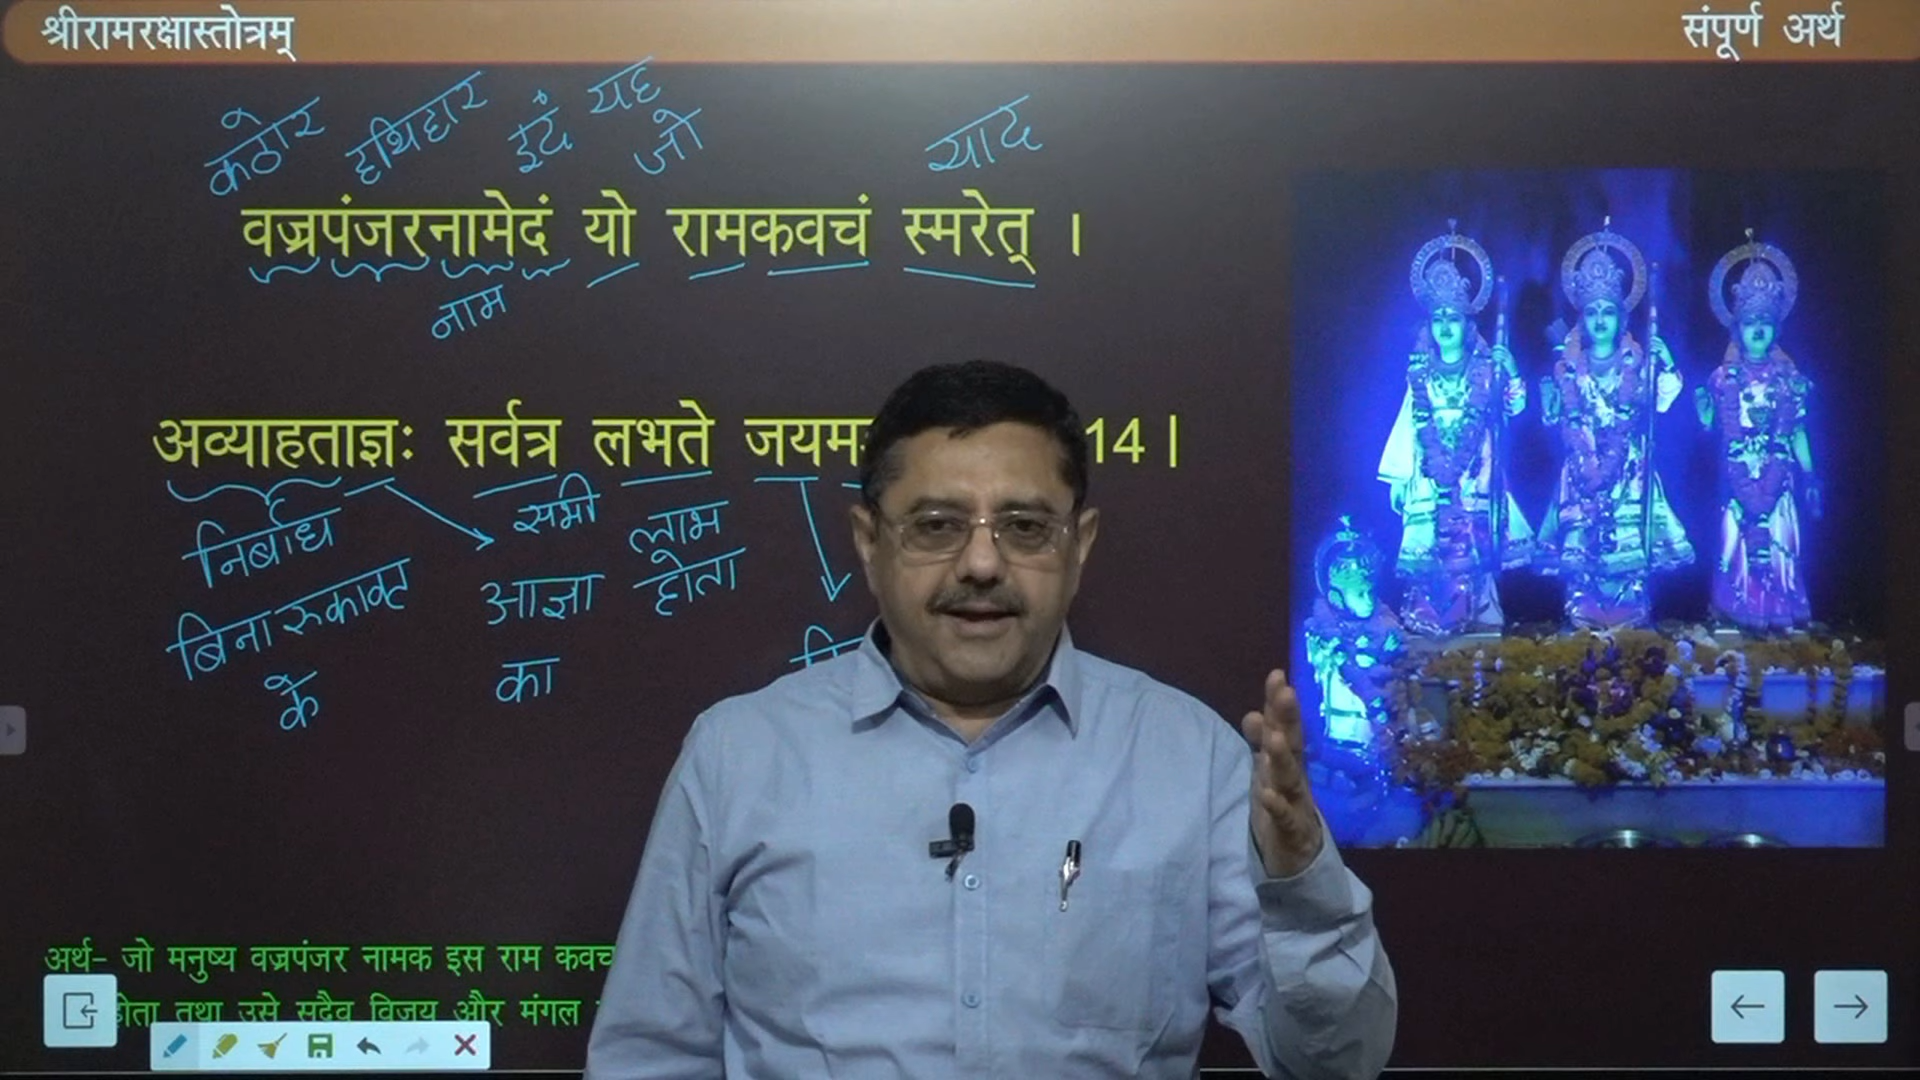 श्रीरामरक्षास्तोत्रम्
संपूर्ण अर्थ
कठोर हथिहार इदं यह
जो
याद
वज्रपंजरनामेदं यो रामकवचं स्मरेत् ।
नाम
अव्याहताज्ञः सर्वत्र लभते 14 ।
निर्बाध सभी लाभ
बिना रुकावट आज्ञा होता
के का
अर्थ– जो मनुष्य वज्रपंजर नामक इस राम कवच
होता तथा उसे सदैव विजय और मंगल